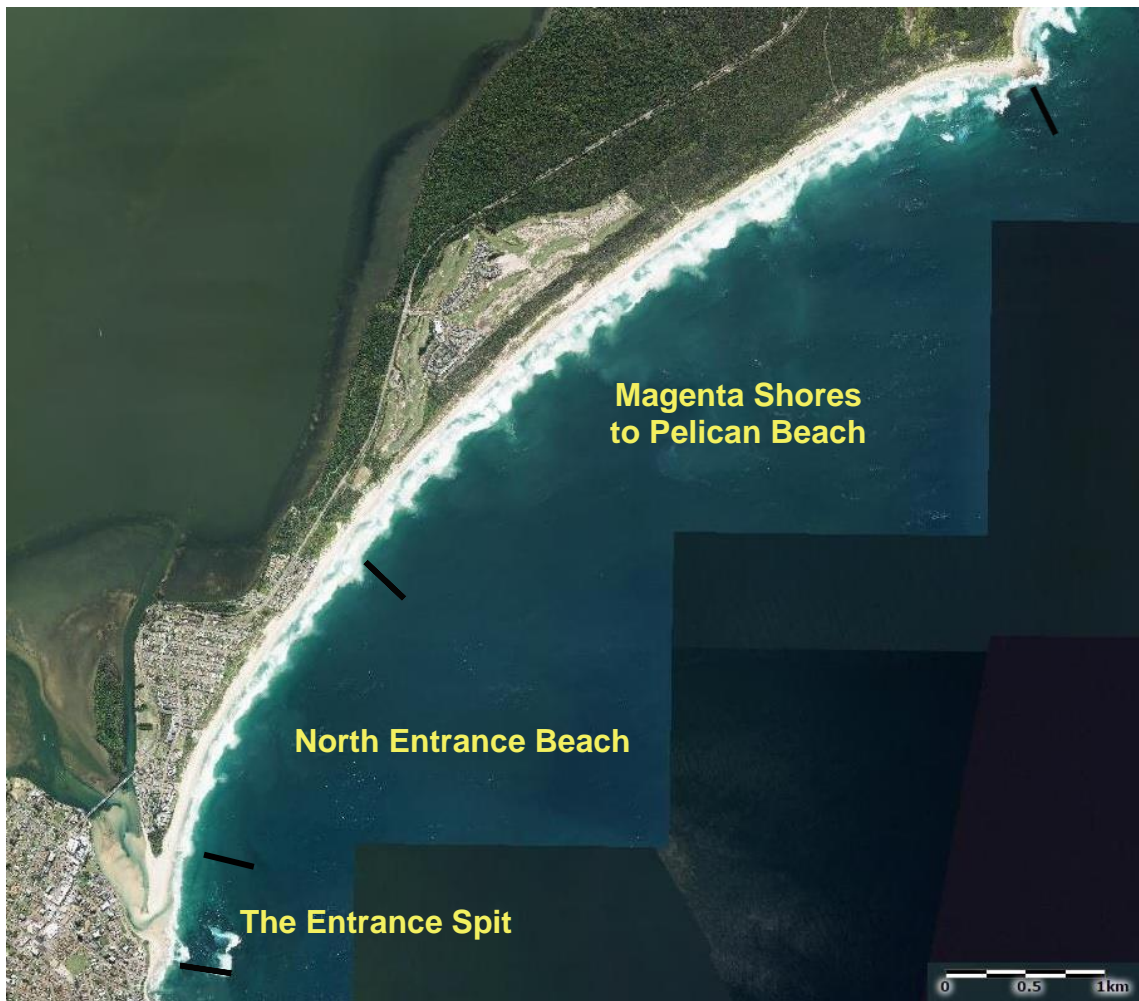 Magenta Shores
to Pelican Beach
North Entrance Beach
The Entrance Spit
0 0.5 1km